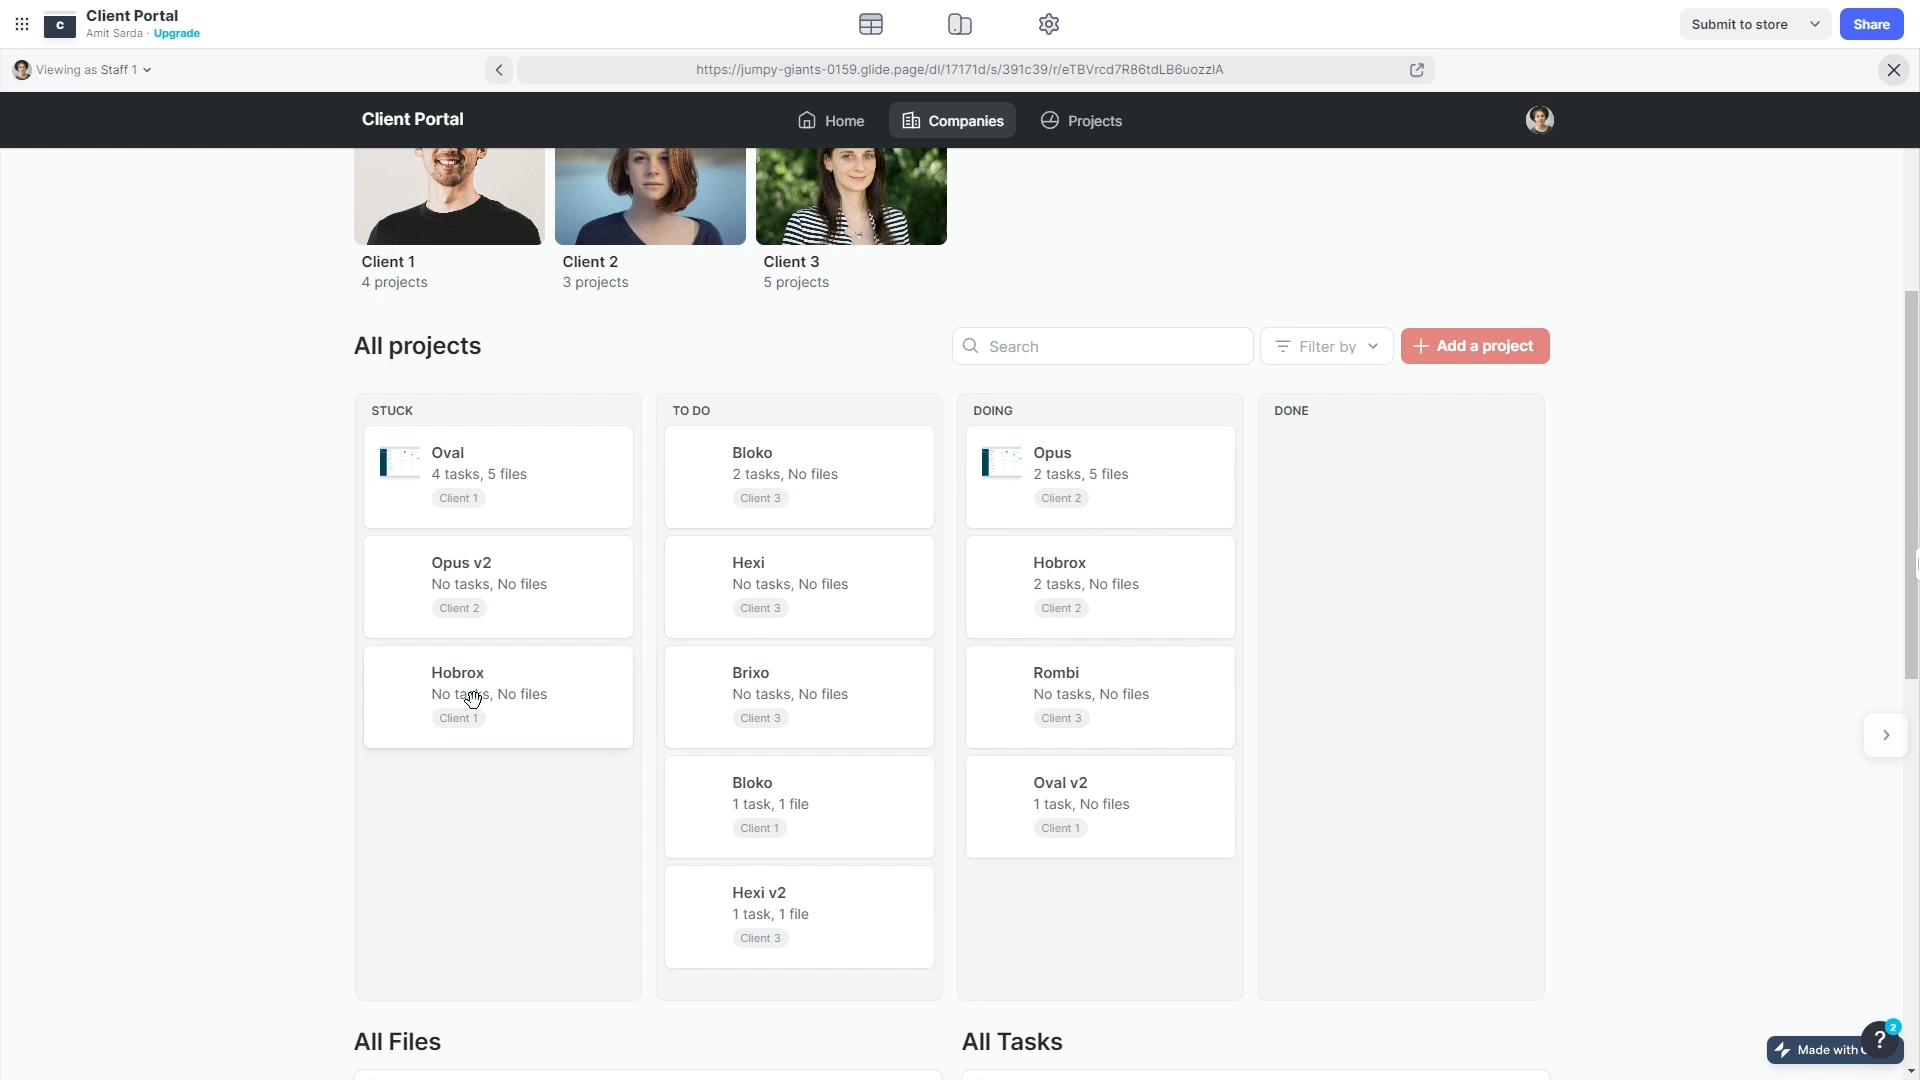 Client Portal
Amit Sarda · Upgrade
C
Submit to store
Share
Viewing as Staff 1
https://jumpy-giants-0159.glide.page/dl/17171d/s/391c39/r/eTBVrcd7R86tdLB6uozzIA
Client Portal
Home
Companies
Projects
Client 1
4 projects
Client 2
3 projects
Client 3
5 projects
All projects
Search
Filter by
Add a project
STUCK
Oval
4 tasks, 5 files
Client 1
Opus v2
No tasks, No files
Client 2
Hobrox
No tasks, No files
Client 1
TO DO
Bloko
2 tasks, No files
Client 3
Hexi
No tasks, No files
Client 3
Brixo
No tasks, No files
Client 3
Bloko
1 task, 1 file
Client 1
Hexi v2
1 task, 1 file
Client 3
DOING
Opus
2 tasks, 5 files
Client 2
Hobrox
2 tasks, No files
Client 2
Rombi
No tasks, No files
Client 3
Oval v2
1 task, No files
Client 1
DONE
All Files
All Tasks
Made with
?
2